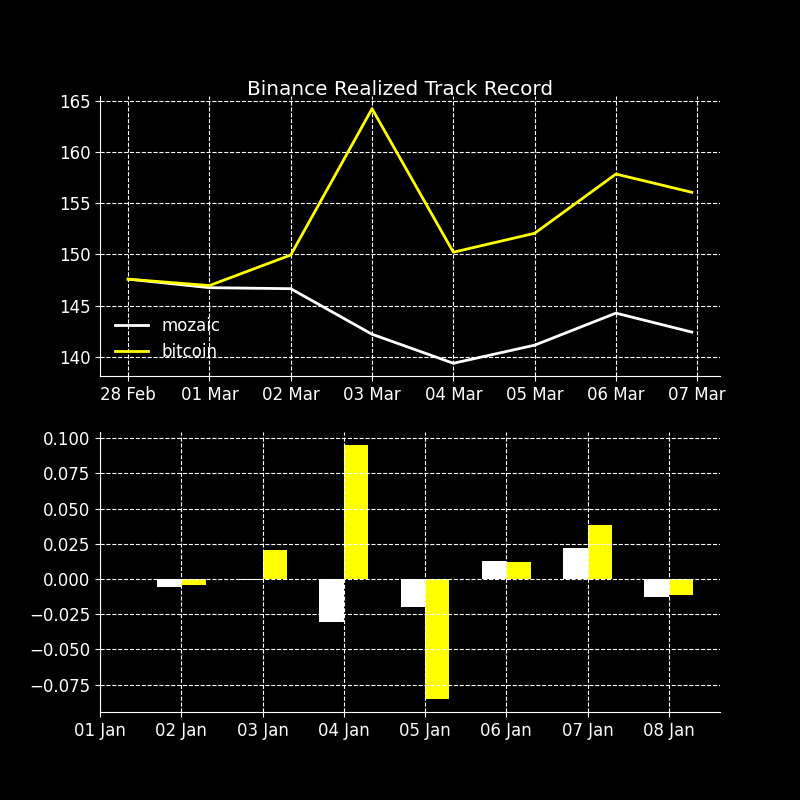 Binance Realized Track Record
165
160
155
150
145
140
mozaic
bitcoin
28 Feb 01 Mar 02 Mar 03 Mar 04 Mar 05 Mar 06 Mar 07 Mar
0.100
0.075
0.050
0.025
0.000
−0.025
−0.050
−0.075
01 Jan 02 Jan 03 Jan 04 Jan 05 Jan 06 Jan 07 Jan 08 Jan